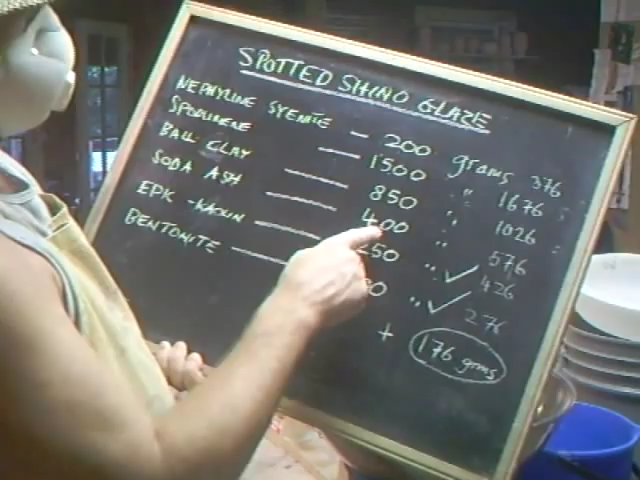 SPOTTED SHINO GLAZE
NEPHYLINE SYENITE — 200 grams 376
SPODUMENE — 1500 " 1676
BALL CLAY — 850 " 1026
SODA ASH — 400 " 576
EPK - KAOLIN — 250 " ✓ 426
BENTONITE — " ✓ 276
+ 176 grms